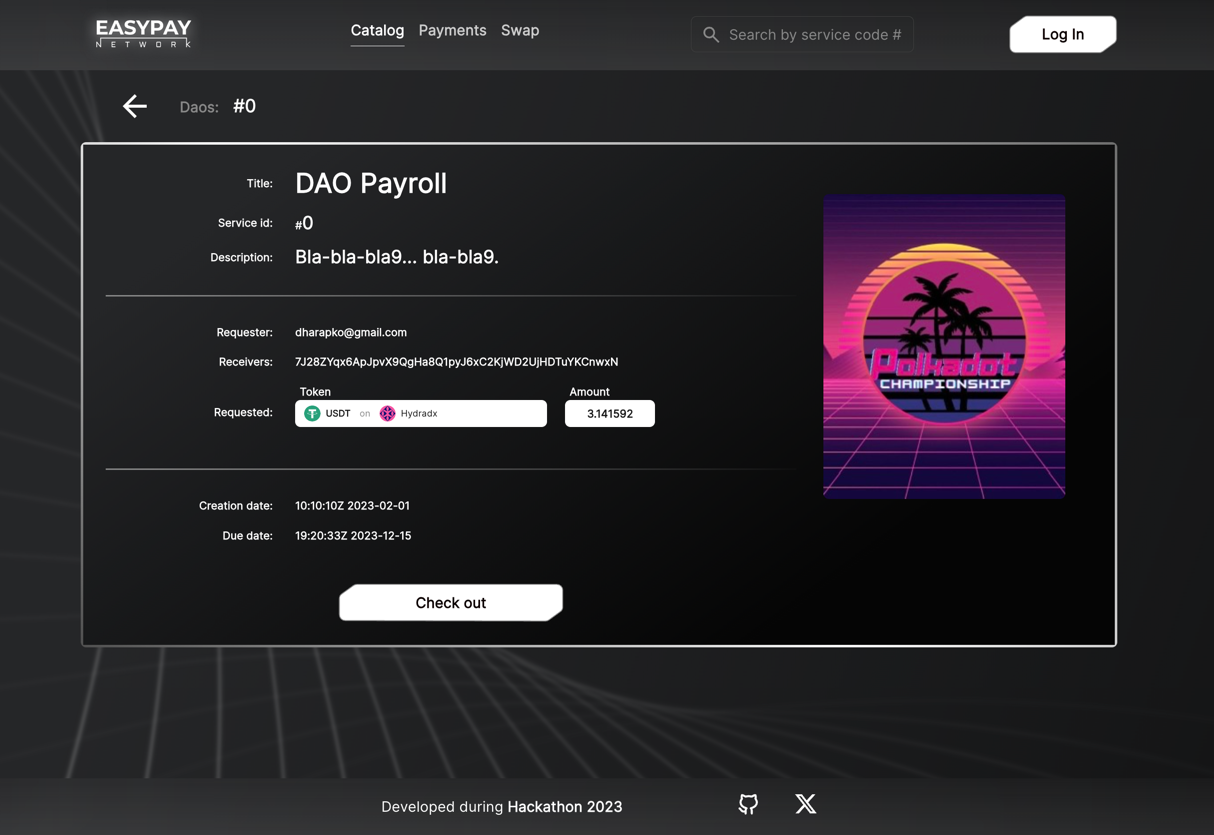 EASYPAY
NETWORK
Catalog Payments Swap
Search by service code #
Log In
Daos: #0
Title: DAO Payroll
Service id: #0
Description: Bla-bla-bla9... bla-bla9.
Requester: dharapko@gmail.com
Receivers: 7J28ZYqx6ApJpvX9QgHa8Q1pyJ6xC2KjWD2UjHDTuYKCnwxN
Token Amount
Requested: USDT on Hydradx 3.141592
Creation date: 10:10:10Z 2023-02-01
Due date: 19:20:33Z 2023-12-15
Check out
Polkadot
CHAMPIONSHIP
Developed during Hackathon 2023